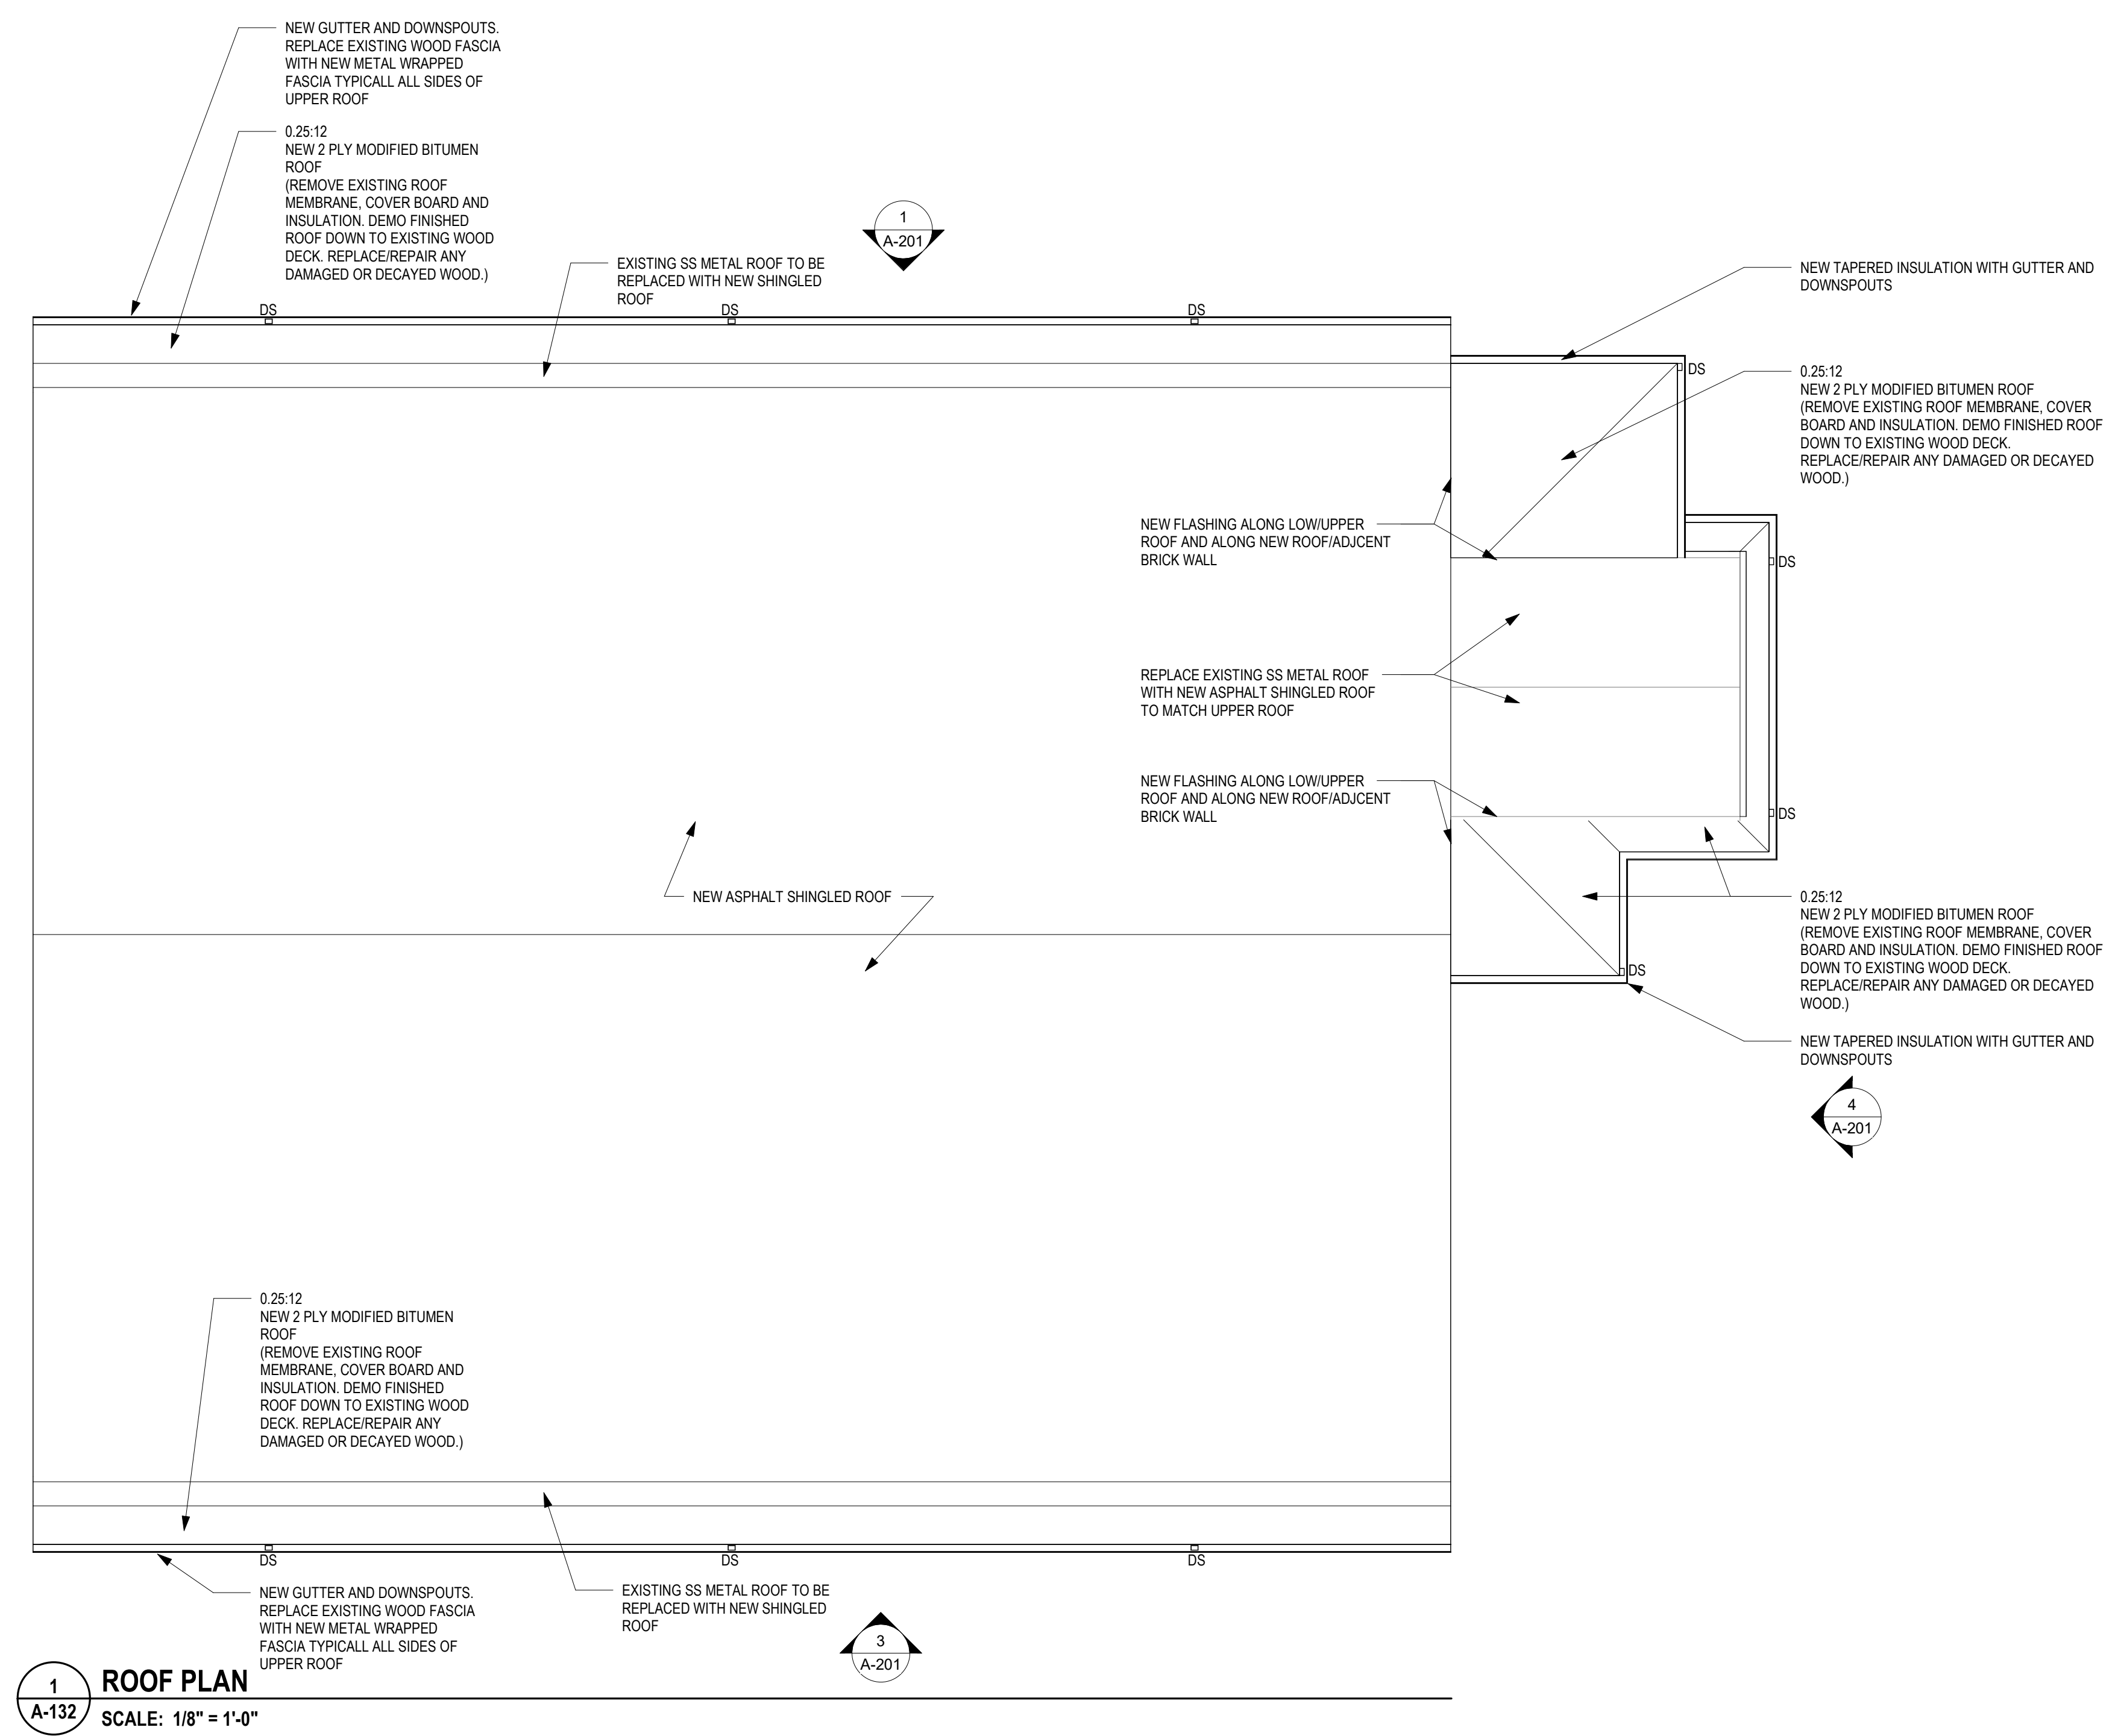 NEW GUTTER AND DOWNSPOUTS.
REPLACE EXISTING WOOD FASCIA
WITH NEW METAL WRAPPED
FASCIA TYPICALL ALL SIDES OF
UPPER ROOF
0.25:12
NEW 2 PLY MODIFIED BITUMEN
ROOF
(REMOVE EXISTING ROOF
MEMBRANE, COVER BOARD AND
INSULATION. DEMO FINISHED
ROOF DOWN TO EXISTING WOOD
DECK. REPLACE/REPAIR ANY
DAMAGED OR DECAYED WOOD.)
EXISTING SS METAL ROOF TO BE
REPLACED WITH NEW SHINGLED
ROOF
1
A-201
DS
DS
DS
NEW TAPERED INSULATION WITH GUTTER AND
DOWNSPOUTS
DS
0.25:12
NEW 2 PLY MODIFIED BITUMEN ROOF
(REMOVE EXISTING ROOF MEMBRANE, COVER
BOARD AND INSULATION. DEMO FINISHED ROOF
DOWN TO EXISTING WOOD DECK.
REPLACE/REPAIR ANY DAMAGED OR DECAYED
WOOD.)
NEW FLASHING ALONG LOW/UPPER
ROOF AND ALONG NEW ROOF/ADJCENT
BRICK WALL
DS
REPLACE EXISTING SS METAL ROOF
WITH NEW ASPHALT SHINGLED ROOF
TO MATCH UPPER ROOF
NEW FLASHING ALONG LOW/UPPER
ROOF AND ALONG NEW ROOF/ADJCENT
BRICK WALL
DS
NEW ASPHALT SHINGLED ROOF
0.25:12
NEW 2 PLY MODIFIED BITUMEN ROOF
(REMOVE EXISTING ROOF MEMBRANE, COVER
BOARD AND INSULATION. DEMO FINISHED ROOF
DOWN TO EXISTING WOOD DECK.
REPLACE/REPAIR ANY DAMAGED OR DECAYED
WOOD.)
DS
NEW TAPERED INSULATION WITH GUTTER AND
DOWNSPOUTS
4
A-201
0.25:12
NEW 2 PLY MODIFIED BITUMEN
ROOF
(REMOVE EXISTING ROOF
MEMBRANE, COVER BOARD AND
INSULATION. DEMO FINISHED
ROOF DOWN TO EXISTING WOOD
DECK. REPLACE/REPAIR ANY
DAMAGED OR DECAYED WOOD.)
DS
DS
DS
NEW GUTTER AND DOWNSPOUTS.
REPLACE EXISTING WOOD FASCIA
WITH NEW METAL WRAPPED
FASCIA TYPICALL ALL SIDES OF
UPPER ROOF
EXISTING SS METAL ROOF TO BE
REPLACED WITH NEW SHINGLED
ROOF
3
A-201
1
A-132
ROOF PLAN
SCALE: 1/8" = 1'-0"